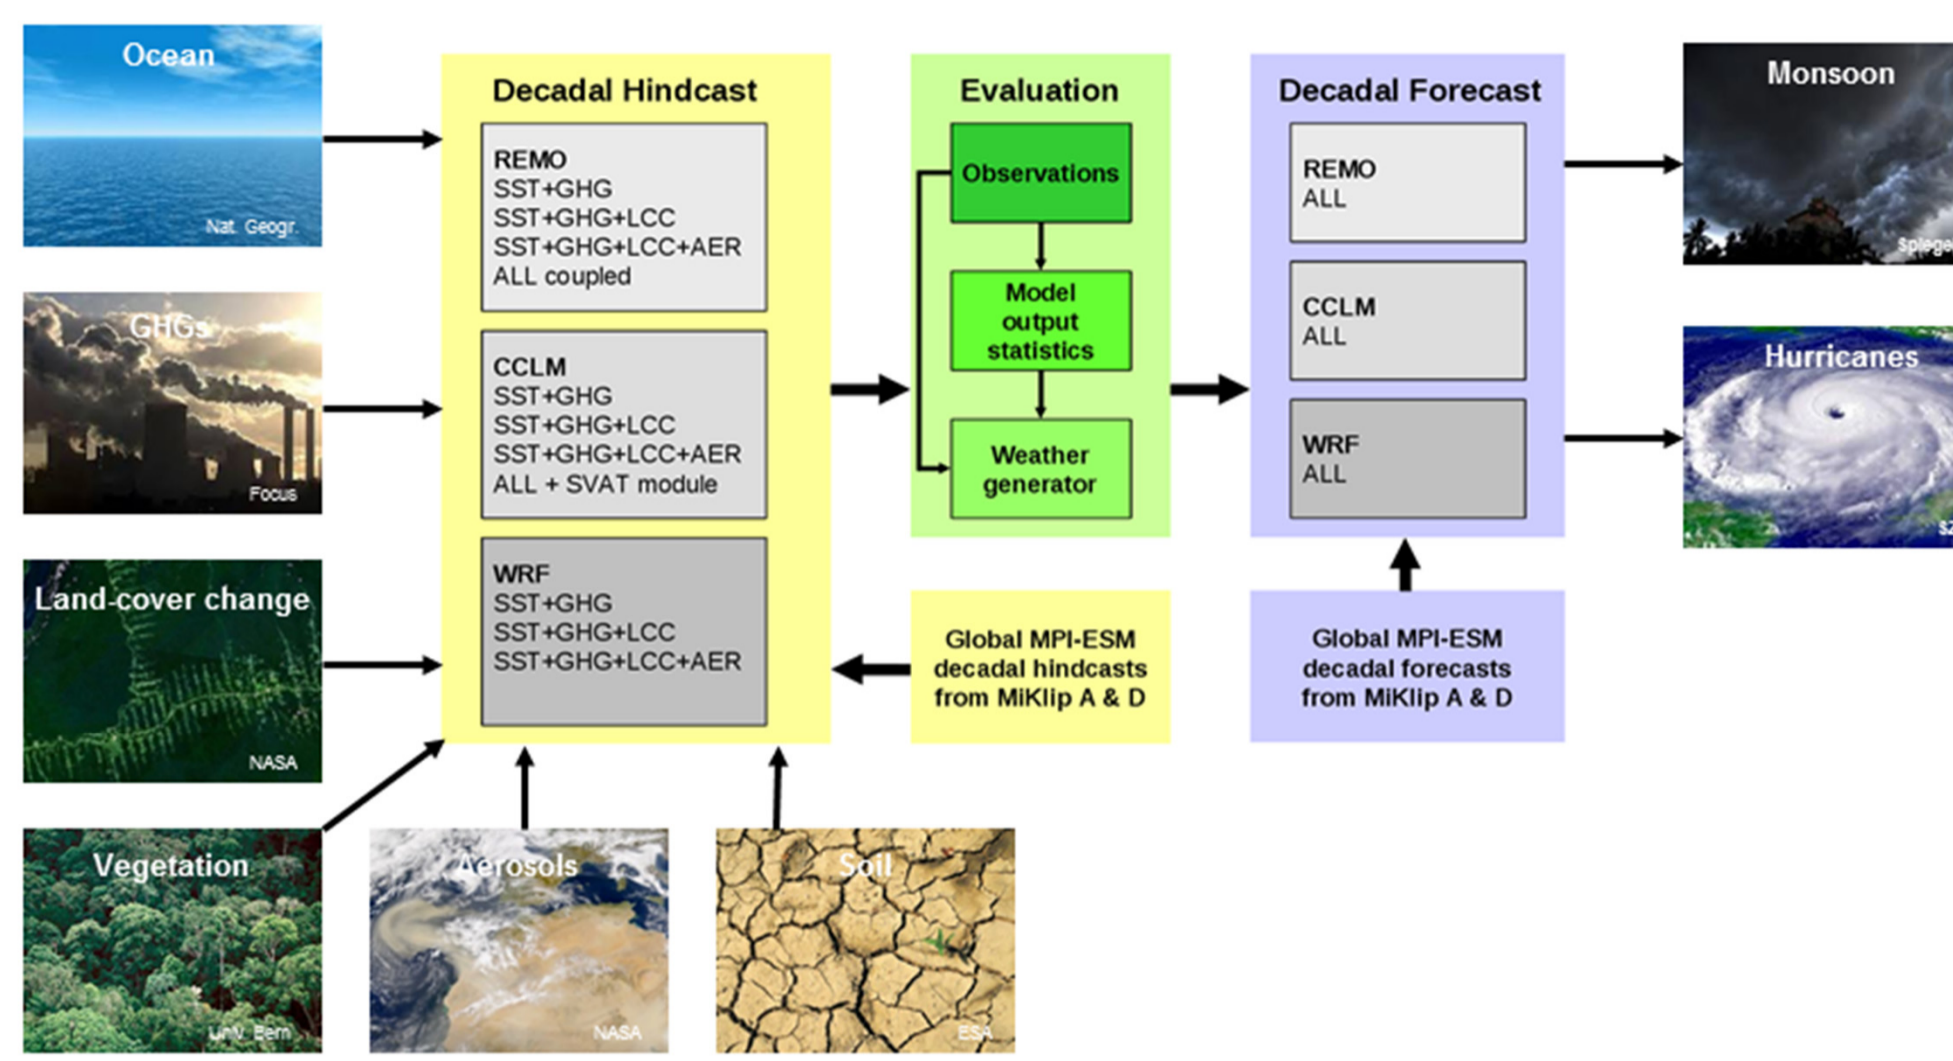 Ocean
Nat. Geogr.
GHGs
Focus
Land-cover change
NASA
Vegetation
Univ. Bern
Aerosols
NASA
Soil
ESA
Decadal Hindcast
REMO
SST+GHG
SST+GHG+LCC
SST+GHG+LCC+AER
ALL coupled
CCLM
SST+GHG
SST+GHG+LCC
SST+GHG+LCC+AER
ALL + SVAT module
WRF
SST+GHG
SST+GHG+LCC
SST+GHG+LCC+AER
Evaluation
Observations
Model
output
statistics
Weather
generator
Global MPI-ESM
decadal hindcasts
from MiKlip A & D
Decadal Forecast
REMO
ALL
CCLM
ALL
WRF
ALL
Global MPI-ESM
decadal forecasts
from MiKlip A & D
Monsoon
Hurricanes